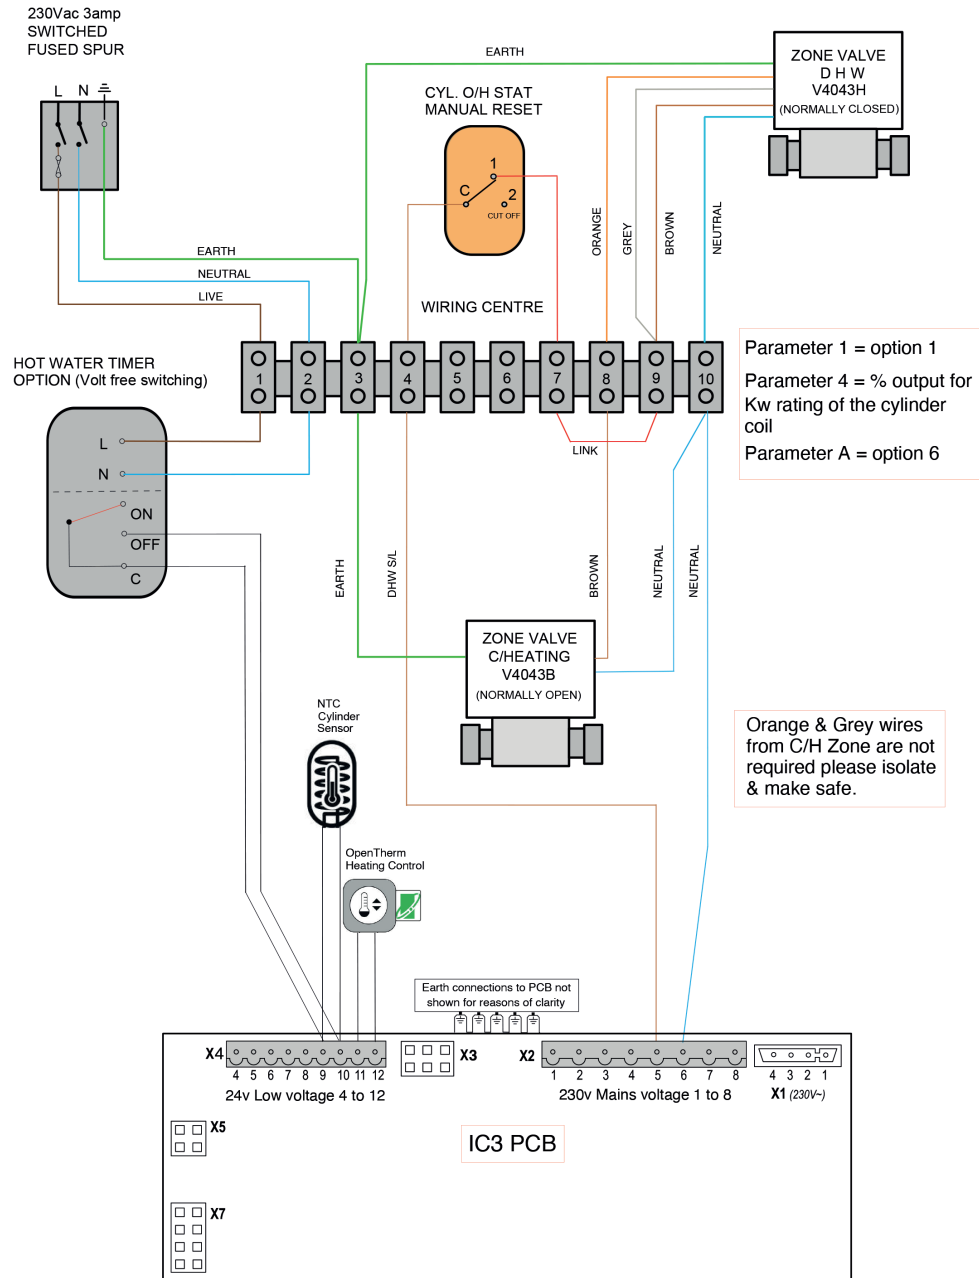 230Vac 3amp
SWITCHED
FUSED SPUR
L N
EARTH
ZONE VALVE
D H W
V4043H
(NORMALLY CLOSED)
CYL. O/H STAT
MANUAL RESET
1
C
2
CUT OFF
ORANGE
GREY
BROWN
NEUTRAL
EARTH
NEUTRAL
LIVE
WIRING CENTRE
HOT WATER TIMER
OPTION (Volt free switching)
1 2 3 4 5 6 7 8 9 10
Parameter 1 = option 1
Parameter 4 = % output for
Kw rating of the cylinder
coil
Parameter A = option 6
L
N
ON
OFF
C
LINK
EARTH
DHW S/L
BROWN
NEUTRAL
NEUTRAL
ZONE VALVE
C/HEATING
V4043B
(NORMALLY OPEN)
NTC
Cylinder
Sensor
Orange & Grey wires
from C/H Zone are not
required please isolate
& make safe.
OpenTherm
Heating Control
Earth connections to PCB not
shown for reasons of clarity
X4
4 5 6 7 8 9 10 11 12
24v Low voltage 4 to 12
X3
X2
1 2 3 4 5 6 7 8
230v Mains voltage 1 to 8
4 3 2 1
X1 (230V~)
X5
IC3 PCB
X7